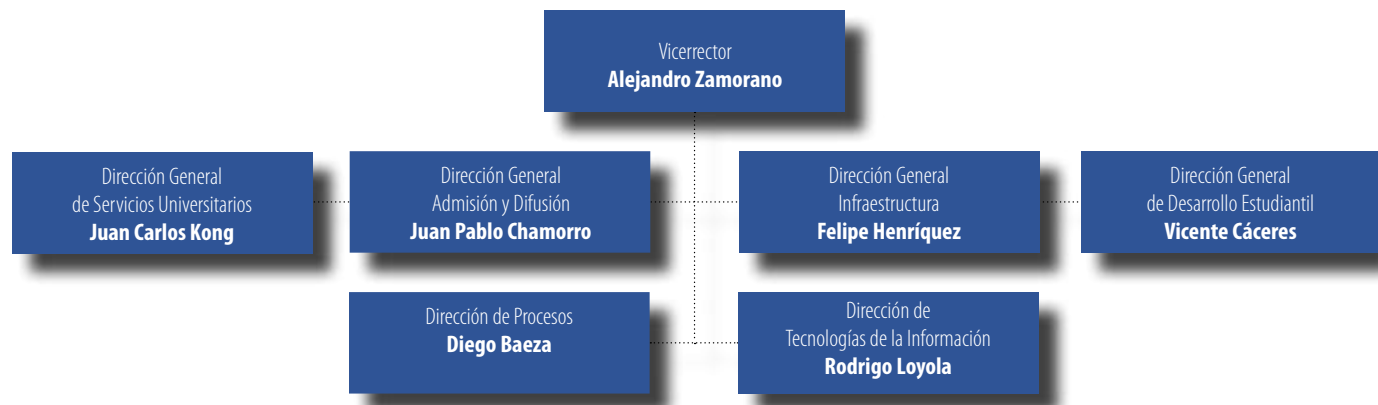 Vicerrector
Alejandro Zamorano
Dirección General
de Servicios Universitarios
Juan Carlos Kong
Dirección General
Admisión y Difusión
Juan Pablo Chamorro
Dirección General
Infraestructura
Felipe Henríquez
Dirección General
de Desarrollo Estudiantil
Vicente Cáceres
Dirección de Procesos
Diego Baeza
Dirección de
Tecnologías de la Información
Rodrigo Loyola